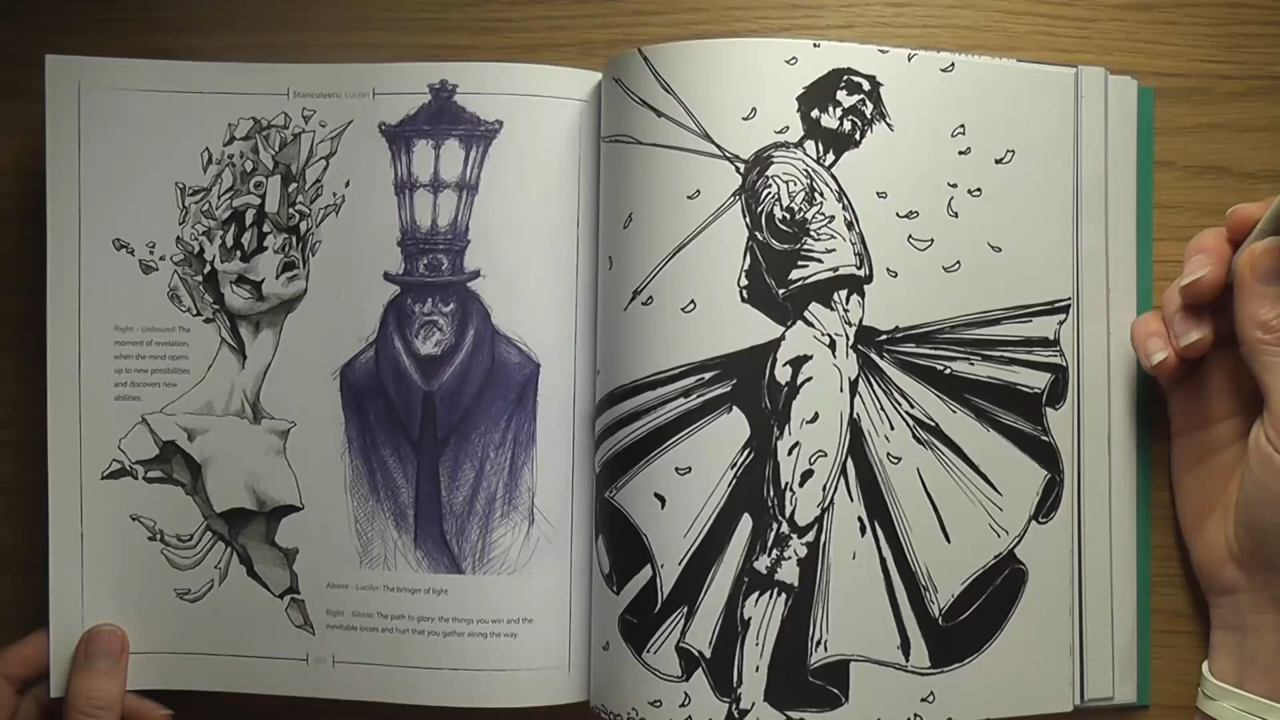 Stanculescu, Lucian
Right - Unbound: The
moment of revelation,
when the mind opens
up to new possibilities
and discovers new
abilities.
Above - Lucifer: The bringer of light.
Right - Gloria: The path to glory: the things you win and the
inevitable losses and hurt that you gather along the way.